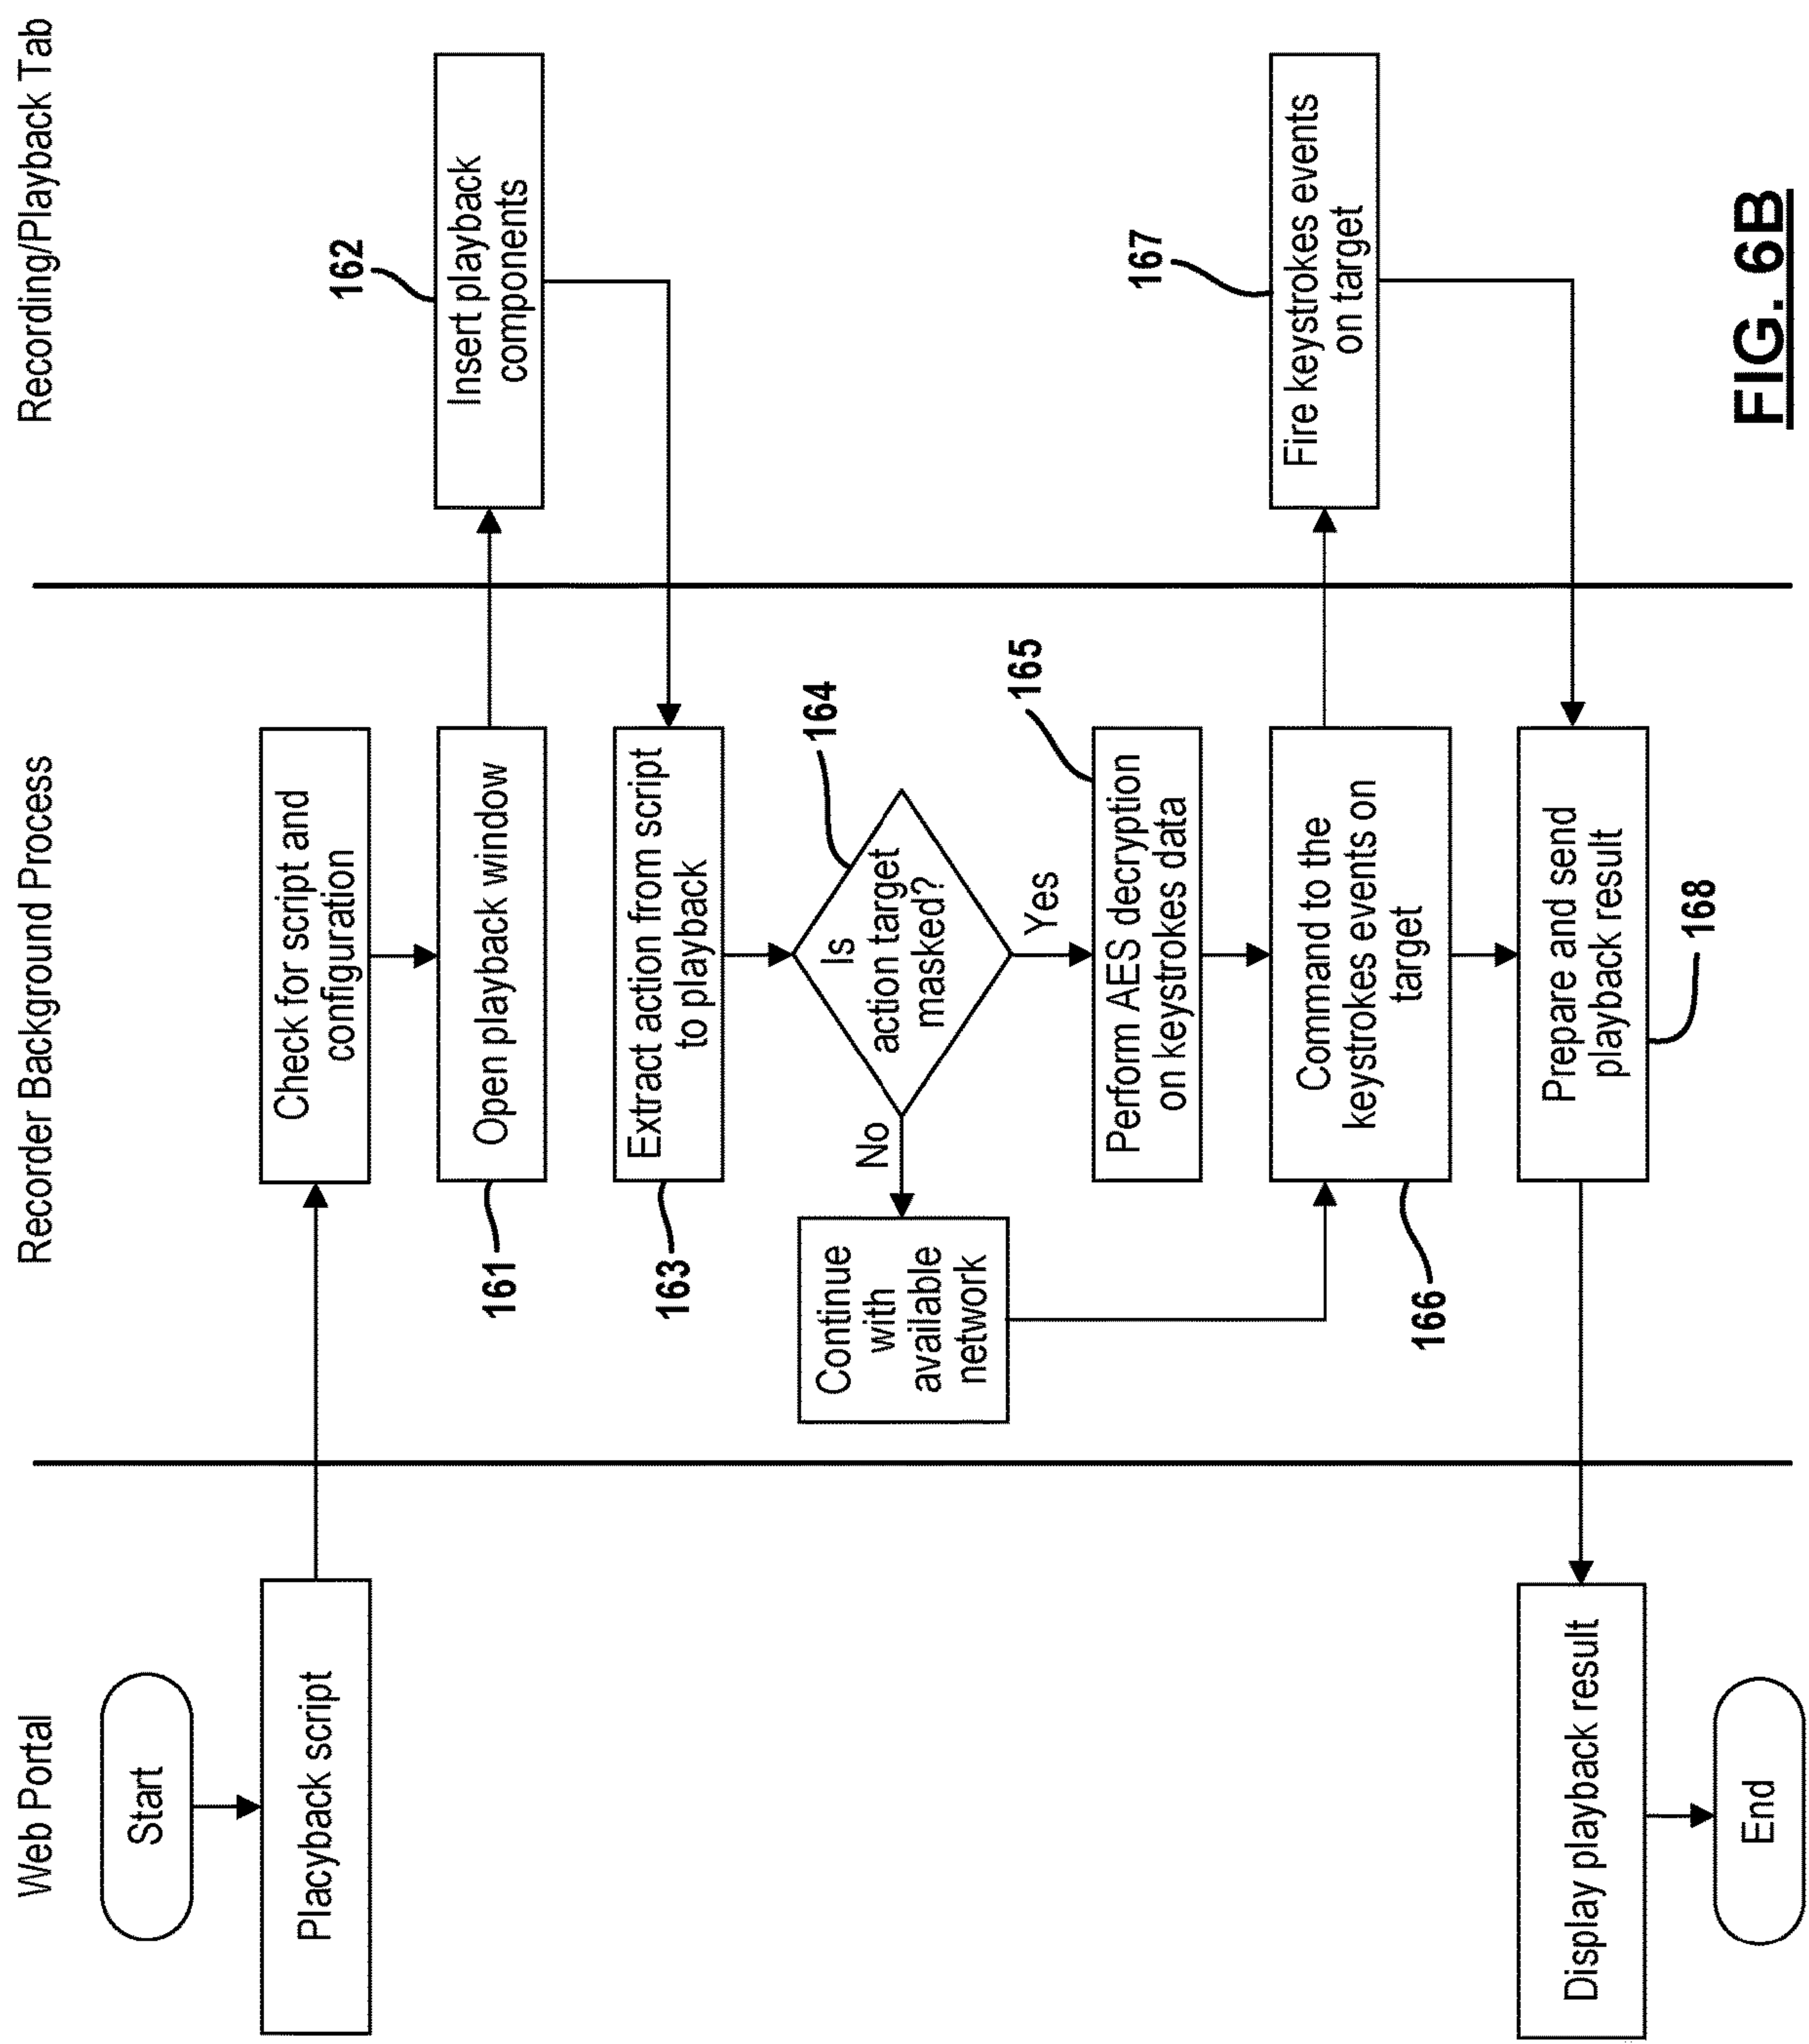 Web Portal
Recorder Background Process
Recording/Playback Tab
Start
Placyback script
Check for script and
configuration
Open playback window
161
162
Insert playback
components
Extract action from script
to playback
163
164
Is
action target
masked?
No
Yes
Continue
with
available
network
165
Perform AES decryption
on keystrokes data
Command to the
keystrokes events on
target
166
167
Fire keystrokes events
on target
Prepare and send
playback result
168
Display playback result
End
FIG. 6B